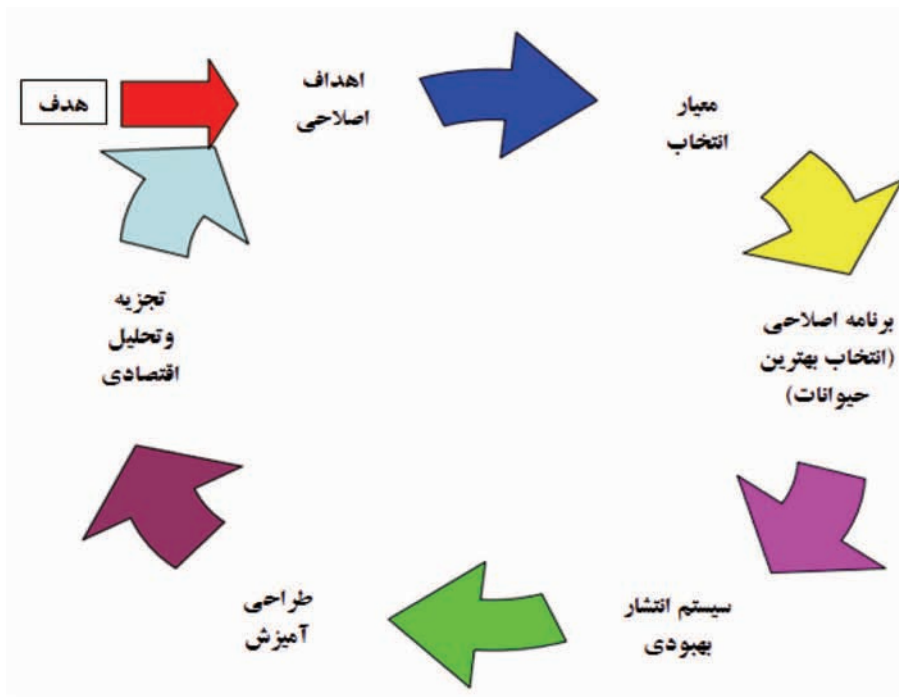 هدف
اهداف
اصلاحی
معیار
انتخاب
برنامه اصلاحی
(انتخاب بهترین
حیوانات)
سیستم انتشار
بهبودی
طراحی
آمیزش
تجزیه
وتحلیل
اقتصادی